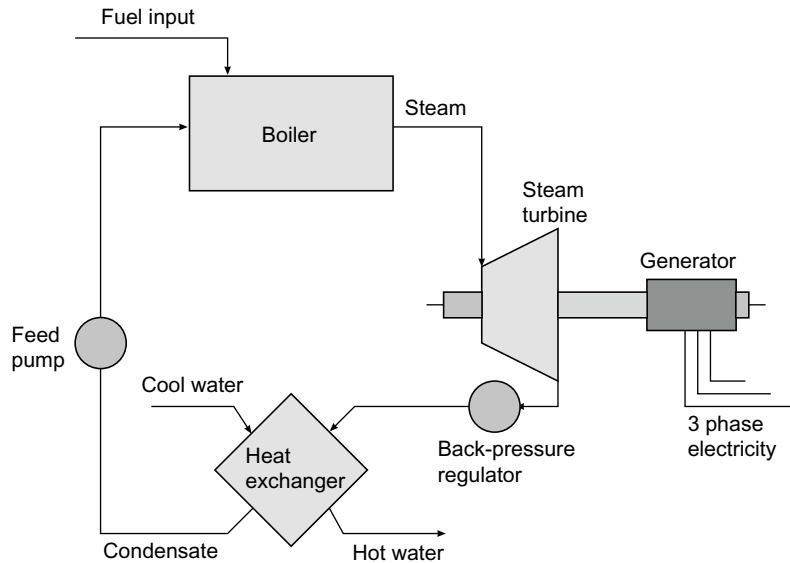 Fuel input
Steam
Boiler
Steam
turbine
Generator
Feed
pump
Cool water
Heat
exchanger
Back-pressure
regulator
3 phase
electricity
Condensate
Hot water